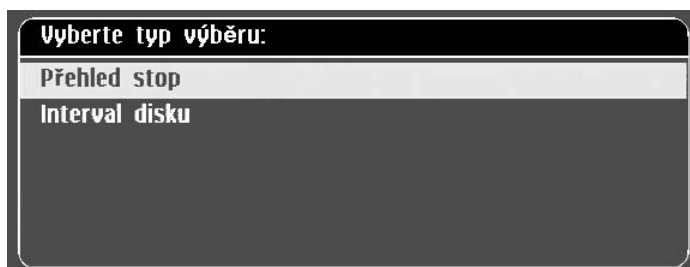 Vyberte typ výběru:
Přehled stop
Interval disku